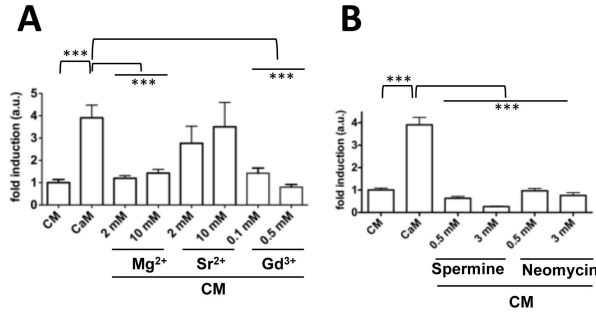 A
B
***
***
***
***
***
fold induction (a.u.)
5
4
3
2
1
0
CM
CaM
2 mM
10 mM
2 mM
10 mM
0.1 mM
0.5 mM
Mg²⁺
Sr²⁺
Gd³⁺
CM
fold induction (a.u.)
4
3
2
1
0
CM
CaM
0.5 mM
3 mM
0.5 mM
3 mM
Spermine
Neomycin
CM